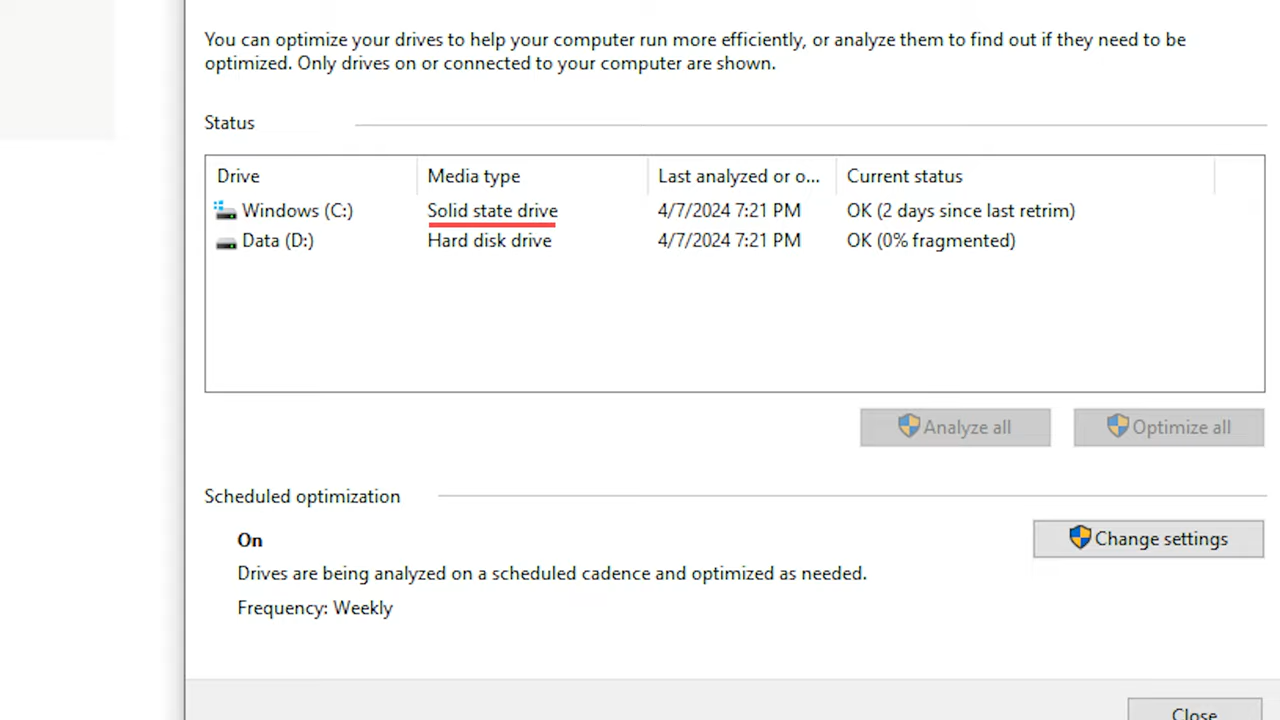 You can optimize your drives to help your computer run more efficiently, or analyze them to find out if they need to be
optimized. Only drives on or connected to your computer are shown.
Status
Drive Media type Last analyzed or o... Current status
Windows (C:) Solid state drive 4/7/2024 7:21 PM OK (2 days since last retrim)
Data (D:) Hard disk drive 4/7/2024 7:21 PM OK (0% fragmented)
Analyze all Optimize all
Scheduled optimization
On
Change settings
Drives are being analyzed on a scheduled cadence and optimized as needed.
Frequency: Weekly
Close